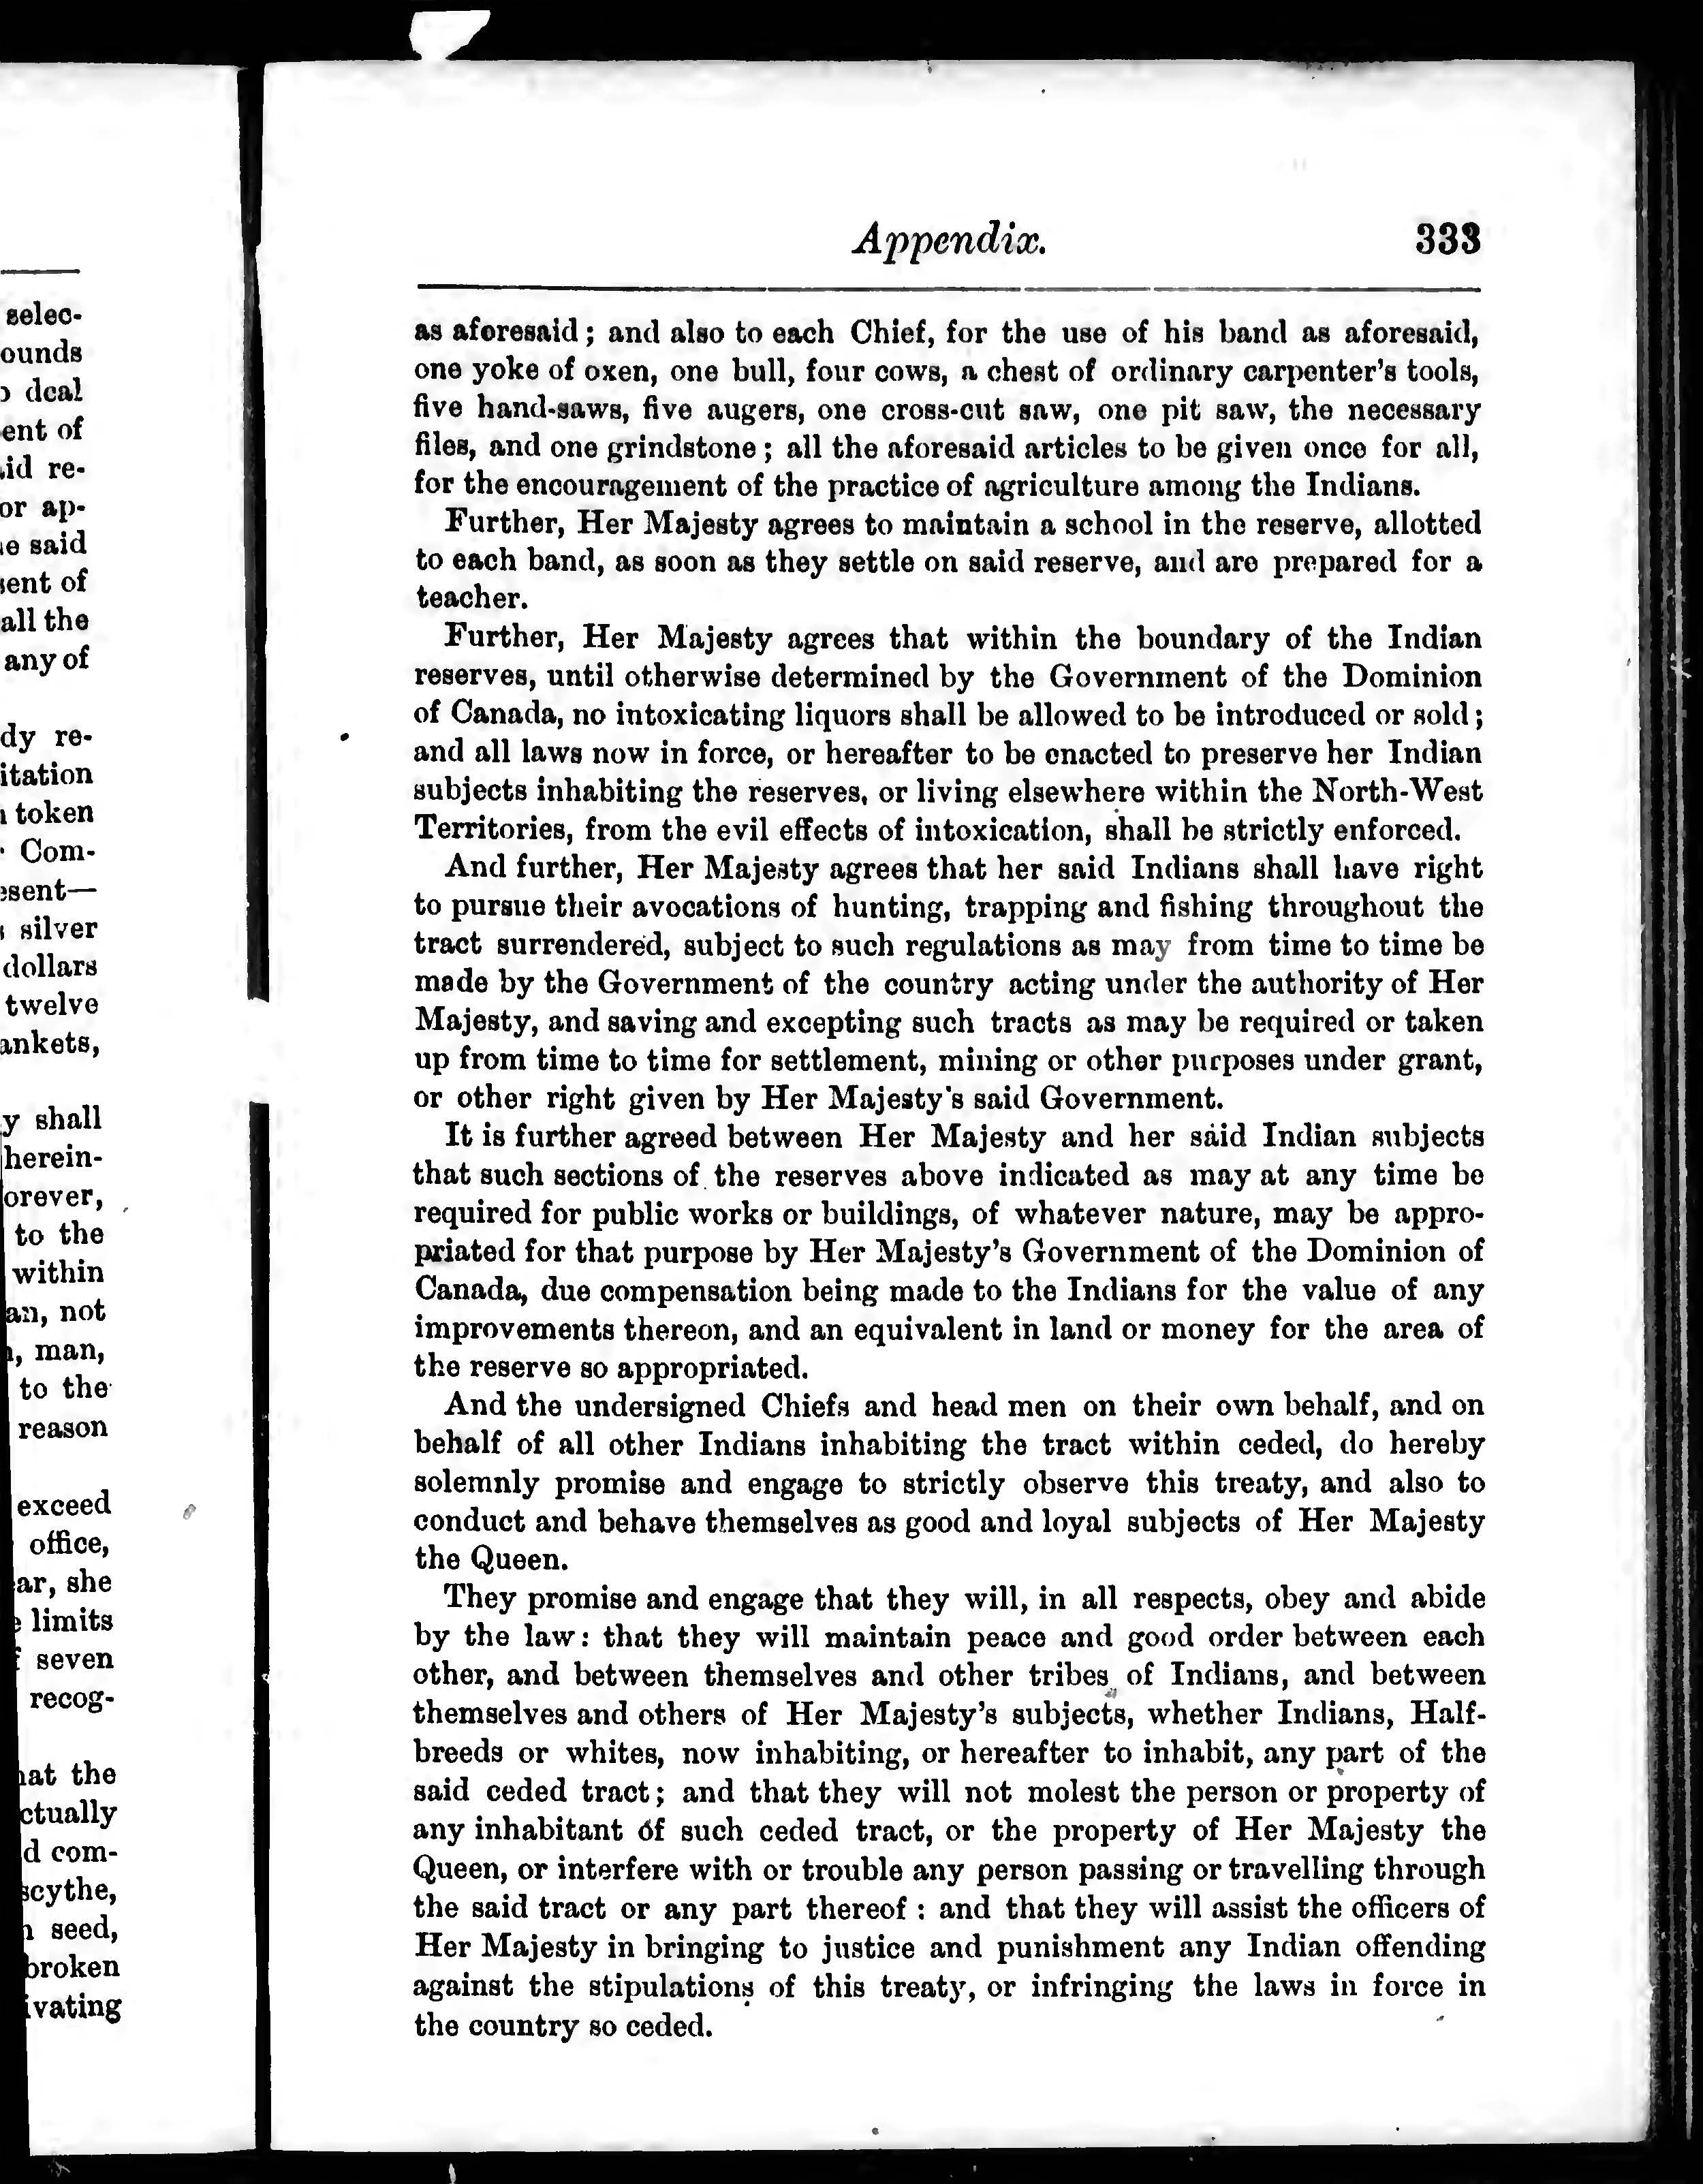 selec-
ounds
deal
ent of
re-
or ap-
said
ent of
all the
any of
dy re-
itation
token
Com-
esent—
silver
dollars
twelve
ankets,
y shall
herein-
orever,
to the
within
an, not
man,
to the
reason
exceed
office,
ar, she
limits
seven
recog-
at the
ctually
d com-
scythe,
seed,
broken
ivating
Appendix. 333
as aforesaid; and also to each Chief, for the use of his band as aforesaid,
one yoke of oxen, one bull, four cows, a chest of ordinary carpenter's tools,
five hand-saws, five augers, one cross-cut saw, one pit saw, the necessary
files, and one grindstone; all the aforesaid articles to be given once for all,
for the encouragement of the practice of agriculture among the Indians.
Further, Her Majesty agrees to maintain a school in the reserve, allotted
to each band, as soon as they settle on said reserve, and are prepared for a
teacher.
Further, Her Majesty agrees that within the boundary of the Indian
reserves, until otherwise determined by the Government of the Dominion
of Canada, no intoxicating liquors shall be allowed to be introduced or sold;
and all laws now in force, or hereafter to be enacted to preserve her Indian
subjects inhabiting the reserves, or living elsewhere within the North-West
Territories, from the evil effects of intoxication, shall be strictly enforced.
And further, Her Majesty agrees that her said Indians shall have right
to pursue their avocations of hunting, trapping and fishing throughout the
tract surrendered, subject to such regulations as may from time to time be
made by the Government of the country acting under the authority of Her
Majesty, and saving and excepting such tracts as may be required or taken
up from time to time for settlement, mining or other purposes under grant,
or other right given by Her Majesty's said Government.
It is further agreed between Her Majesty and her said Indian subjects
that such sections of the reserves above indicated as may at any time be
required for public works or buildings, of whatever nature, may be appro-
priated for that purpose by Her Majesty's Government of the Dominion of
Canada, due compensation being made to the Indians for the value of any
improvements thereon, and an equivalent in land or money for the area of
the reserve so appropriated.
And the undersigned Chiefs and head men on their own behalf, and on
behalf of all other Indians inhabiting the tract within ceded, do hereby
solemnly promise and engage to strictly observe this treaty, and also to
conduct and behave themselves as good and loyal subjects of Her Majesty
the Queen.
They promise and engage that they will, in all respects, obey and abide
by the law: that they will maintain peace and good order between each
other, and between themselves and other tribes of Indians, and between
themselves and others of Her Majesty's subjects, whether Indians, Half-
breeds or whites, now inhabiting, or hereafter to inhabit, any part of the
said ceded tract; and that they will not molest the person or property of
any inhabitant of such ceded tract, or the property of Her Majesty the
Queen, or interfere with or trouble any person passing or travelling through
the said tract or any part thereof: and that they will assist the officers of
Her Majesty in bringing to justice and punishment any Indian offending
against the stipulations of this treaty, or infringing the laws in force in
the country so ceded.